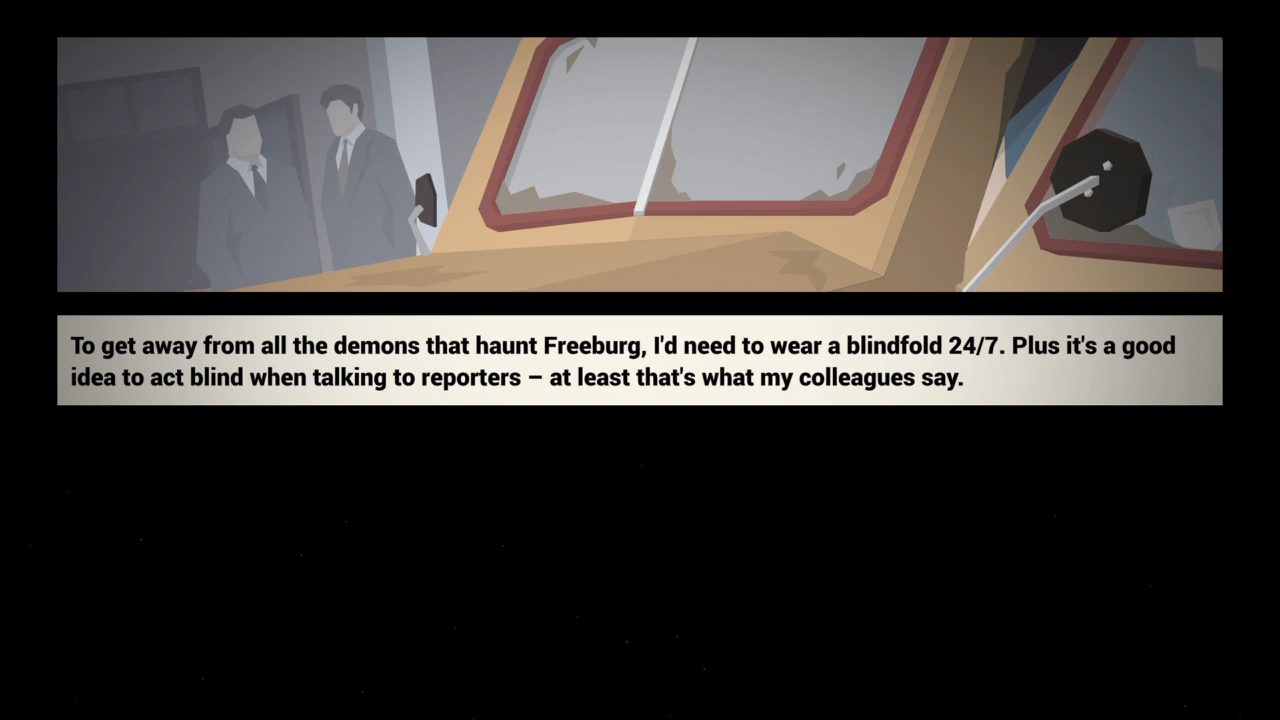 To get away from all the demons that haunt Freeburg, I'd need to wear a blindfold 24/7. Plus it's a good
idea to act blind when talking to reporters – at least that's what my colleagues say.